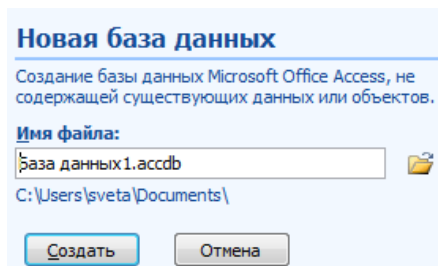 Новая база данных
Создание базы данных Microsoft Office Access, не
содержащей существующих данных или объектов.
Имя файла:
База данных1.accdb
C:\Users\sveta\Documents\
Создать Отмена